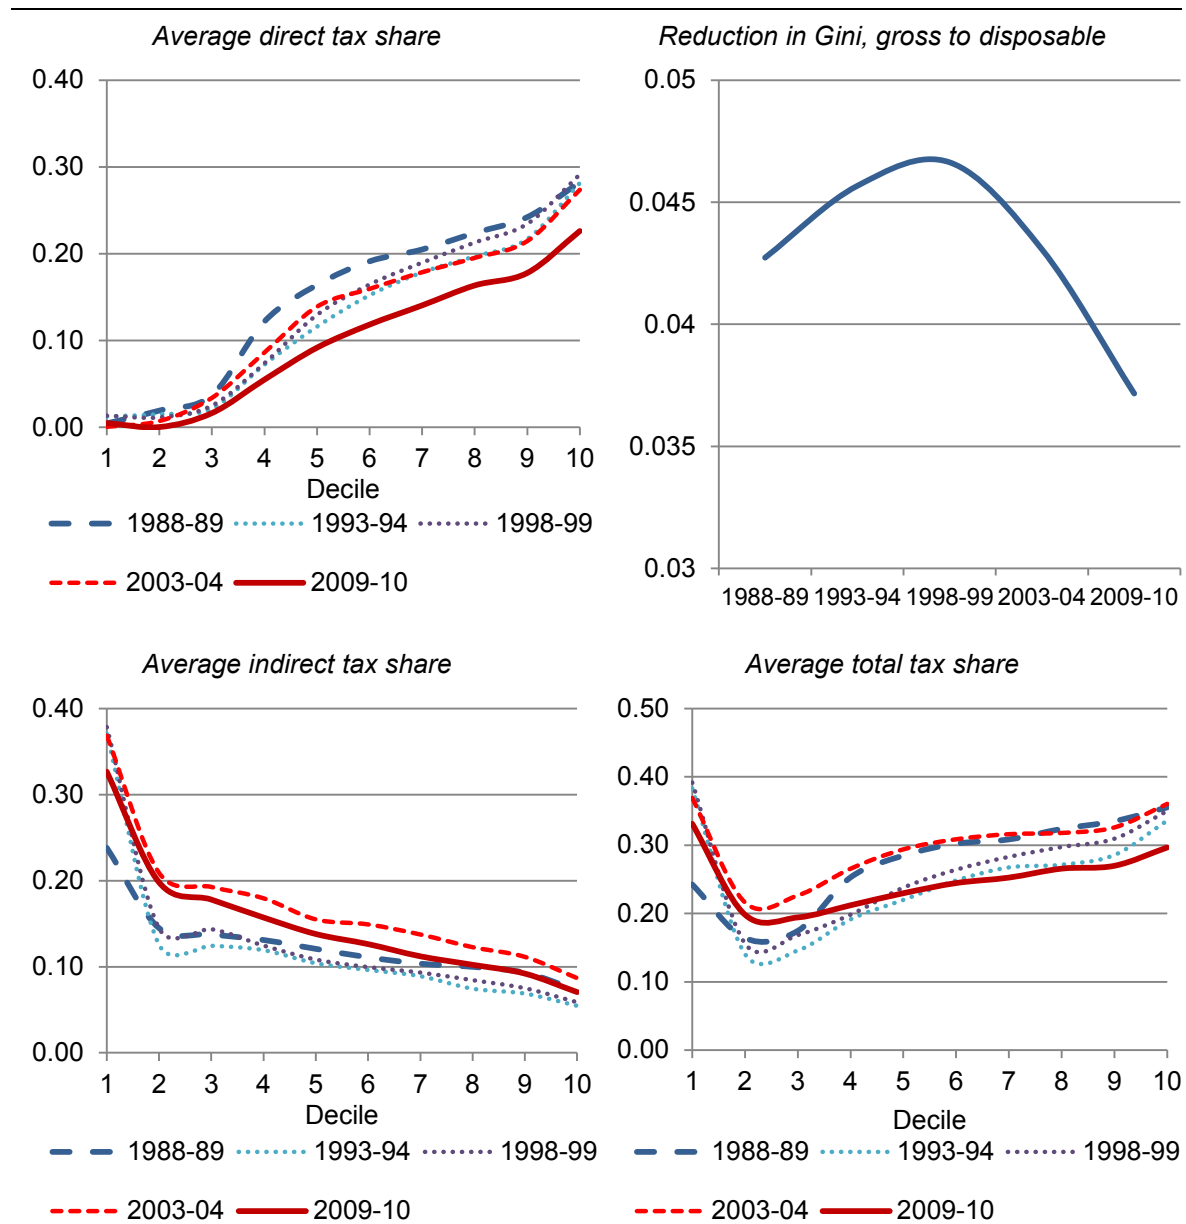 Average direct tax share
0.40
0.30
0.20
0.10
0.00
1 2 3 4 5 6 7 8 9 10
Decile
1988-89 1993-94 1998-99
2003-04 2009-10
Reduction in Gini, gross to disposable
0.05
0.045
0.04
0.035
0.03
1988-89 1993-94 1998-99 2003-04 2009-10
Average indirect tax share
0.40
0.30
0.20
0.10
0.00
1 2 3 4 5 6 7 8 9 10
Decile
1988-89 1993-94 1998-99
2003-04 2009-10
Average total tax share
0.50
0.40
0.30
0.20
0.10
0.00
1 2 3 4 5 6 7 8 9 10
Decile
1988-89 1993-94 1998-99
2003-04 2009-10